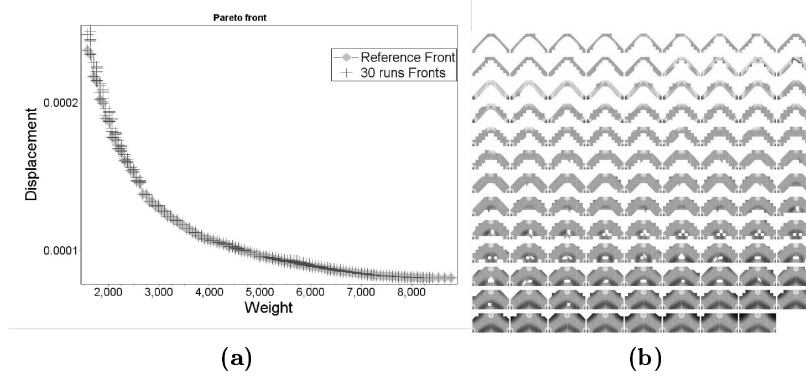 Pareto front
Reference Front
30 runs Fronts
0.0002
0.0001
Displacement
2,000 3,000 4,000 5,000 6,000 7,000 8,000
Weight
(a) (b)